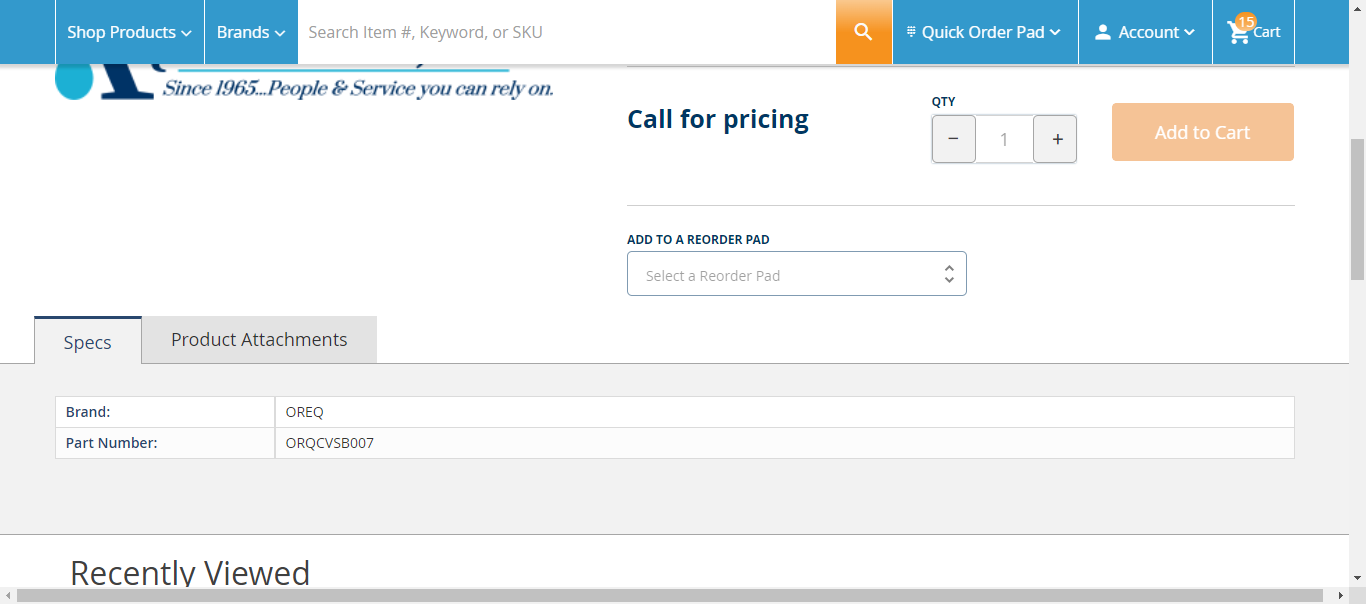 Shop Products
Brands
Search Item #, Keyword, or SKU
Quick Order Pad
Account
15
Cart
Since 1965...People & Service you can rely on.
Call for pricing
QTY
− 1 +
Add to Cart
ADD TO A REORDER PAD
Select a Reorder Pad
Specs
Product Attachments
Brand: OREQ
Part Number: ORQCVSB007
Recently Viewed